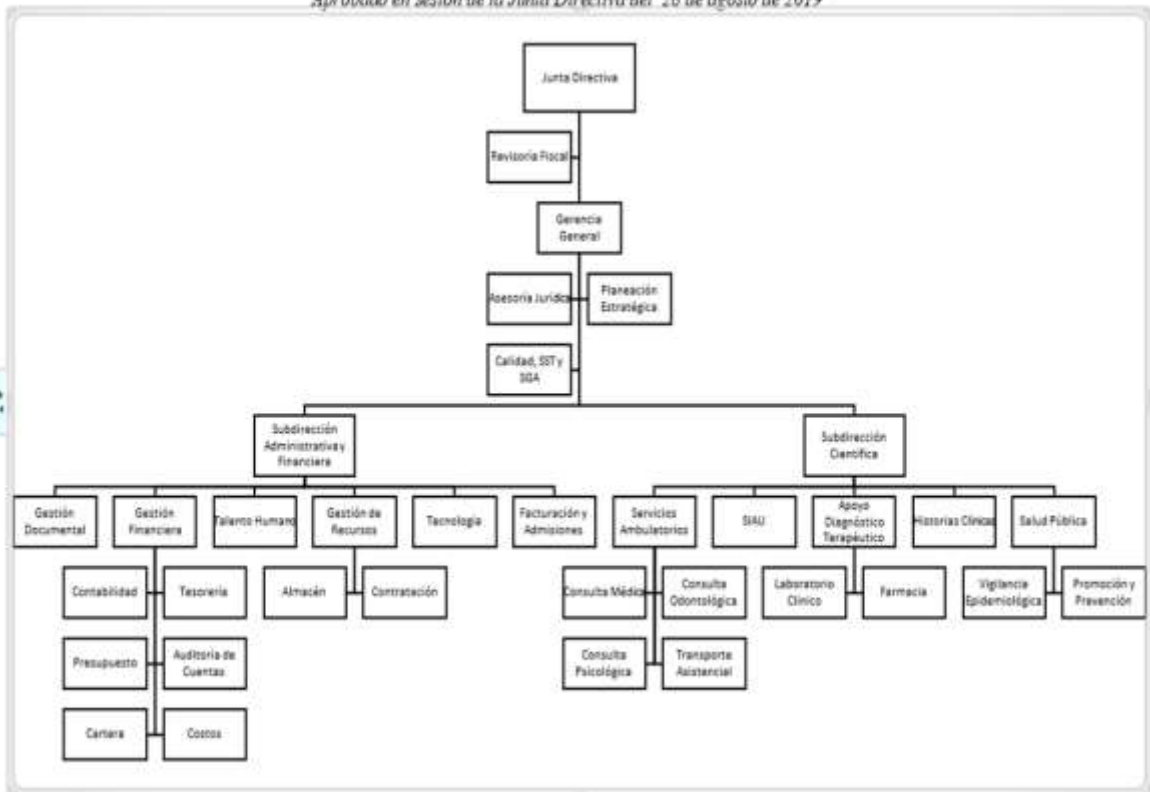 Aprobado en sesión de la Junta Directiva del 28 de agosto de 2019
Junta Directiva
Revisoria Fiscal
Gerencia
General
Asesoría Jurídica
Planeación
Estratégica
Calidad, SST y
SGA
Subdirección
Administrativa y
Financiera
Subdirección
Científica
Gestión
Documental
Gestión
Financiera
Talento Humano
Gestión de
Recursos
Tecnología
Facturación y
Admisiones
Servicios
Ambulatorios
SIAU
Apoyo
Diagnóstico
Terapéutico
Historias Clínicas
Salud Pública
Contabilidad
Tesorería
Almacén
Contratación
Consulta Médica
Consulta
Odontológica
Laboratorio
Clínico
Farmacia
Vigilancia
Epidemiológica
Promoción y
Prevención
Presupuesto
Auditoria de
Cuentas
Consulta
Psicológica
Transporte
Asistencial
Cartera
Costos